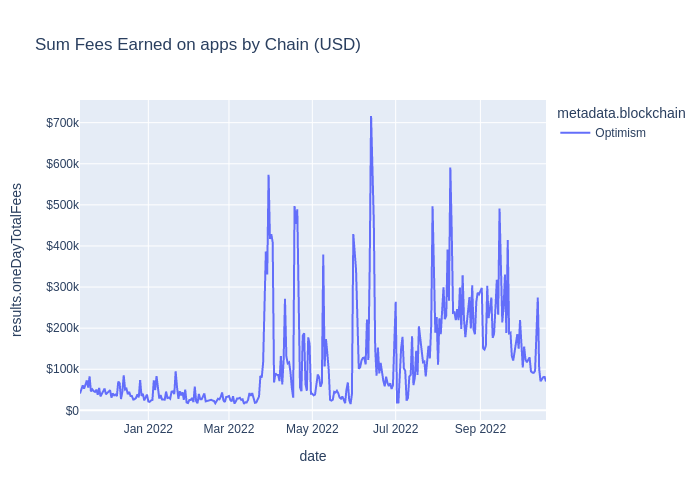 Sum Fees Earned on apps by Chain (USD)
metadata.blockchain
Optimism
results.oneDayTotalFees
$700k
$600k
$500k
$400k
$300k
$200k
$100k
$0
Jan 2022
Mar 2022
May 2022
Jul 2022
Sep 2022
date